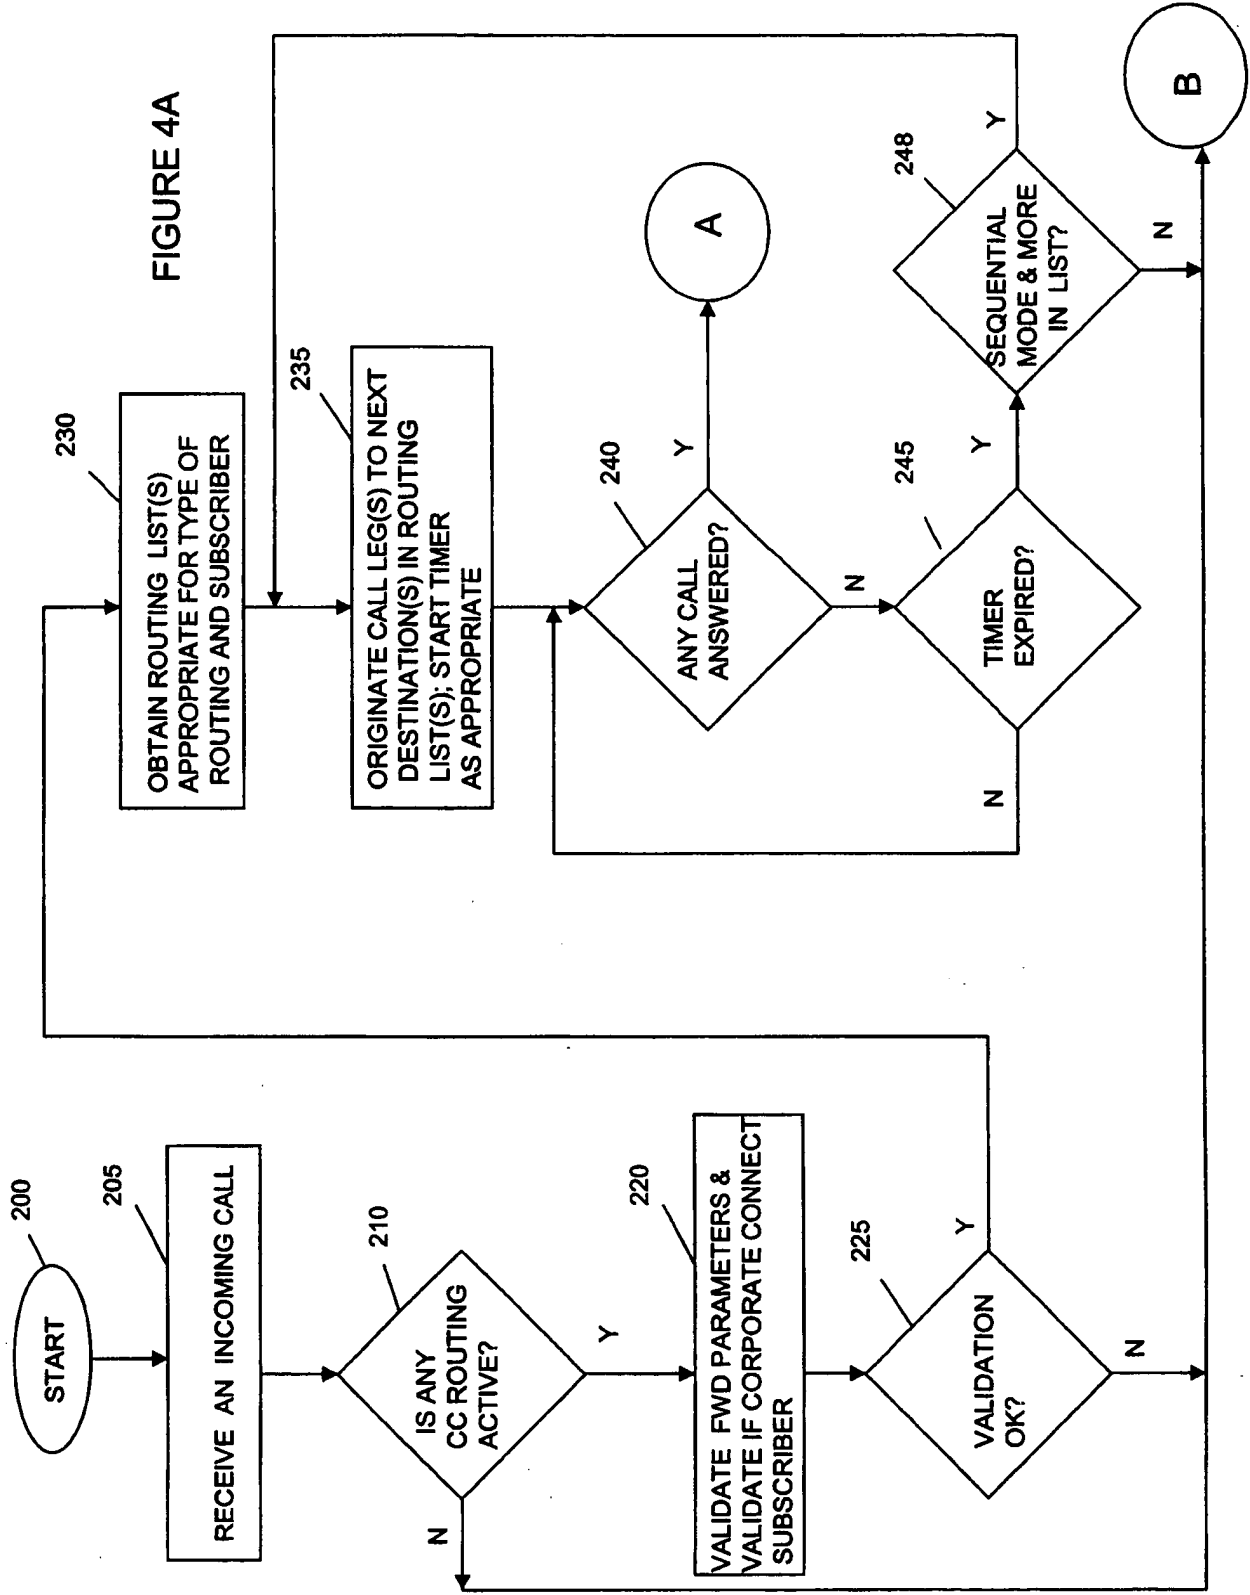 FIGURE 4A
START
200
RECEIVE AN INCOMING CALL
205
IS ANY
CC ROUTING
ACTIVE?
210
N
Y
VALIDATE FWD PARAMETERS &
VALIDATE IF CORPORATE CONNECT
SUBSCRIBER
220
VALIDATION
OK?
225
Y
N
OBTAIN ROUTING LIST(S)
APPROPRIATE FOR TYPE OF
ROUTING AND SUBSCRIBER
230
ORIGINATE CALL LEG(S) TO NEXT
DESTINATION(S) IN ROUTING
LIST(S); START TIMER
AS APPROPRIATE
235
ANY CALL
ANSWERED?
240
Y
A
N
TIMER
EXPIRED?
245
N
Y
SEQUENTIAL
MODE & MORE
IN LIST?
248
Y
N
B